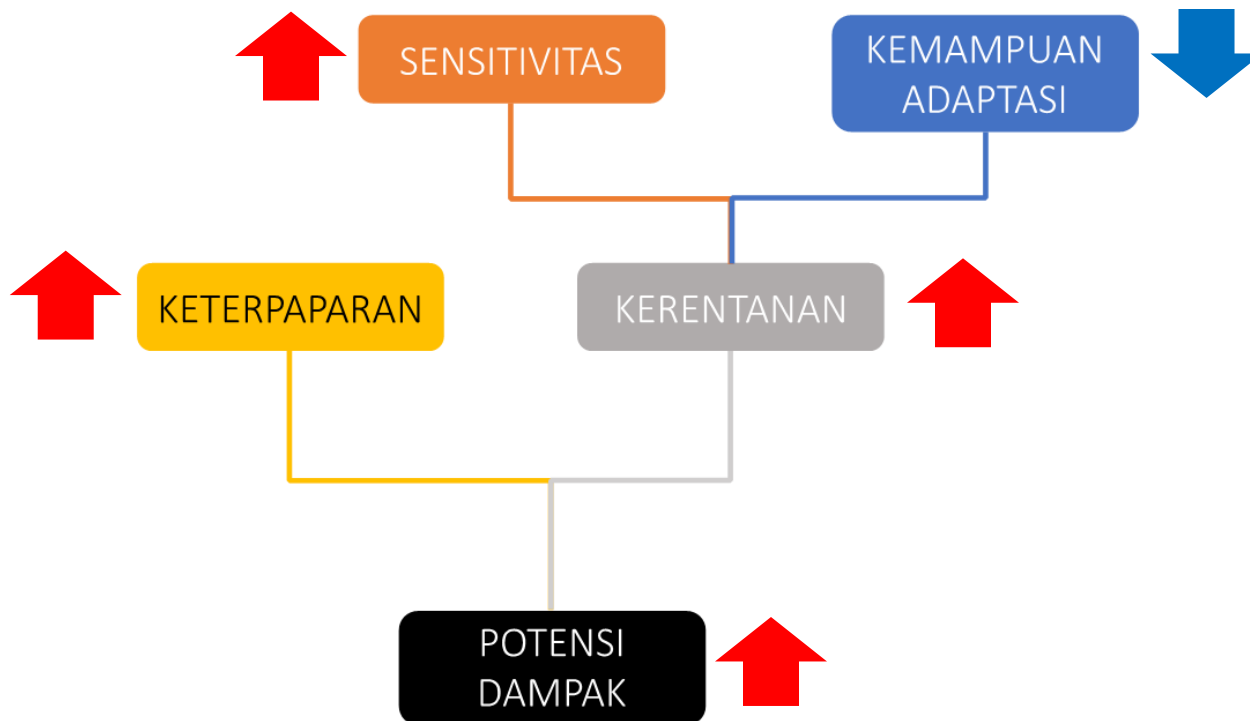 SENSITIVITAS
KEMAMPUAN
ADAPTASI
KETERPAPARAN
KERENTANAN
POTENSI
DAMPAK